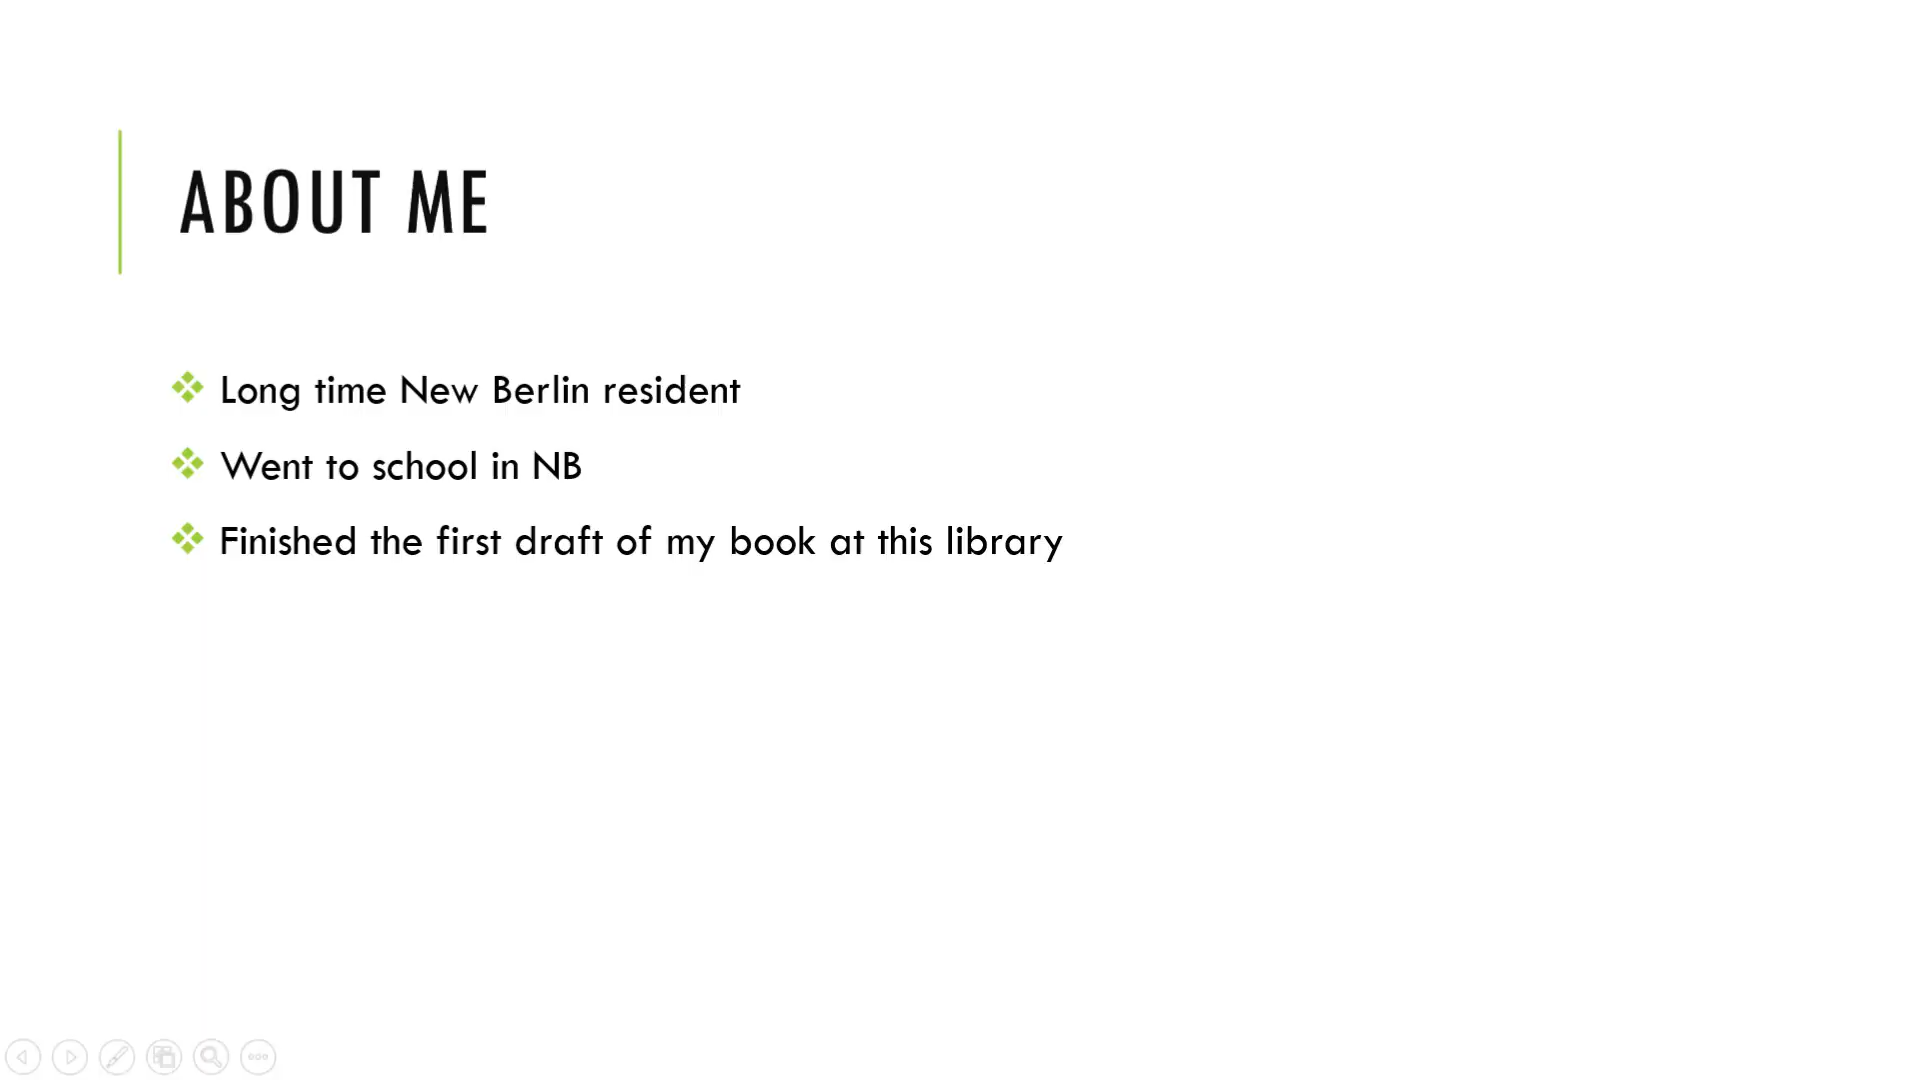 ABOUT ME
Long time New Berlin resident
Went to school in NB
Finished the first draft of my book at this library